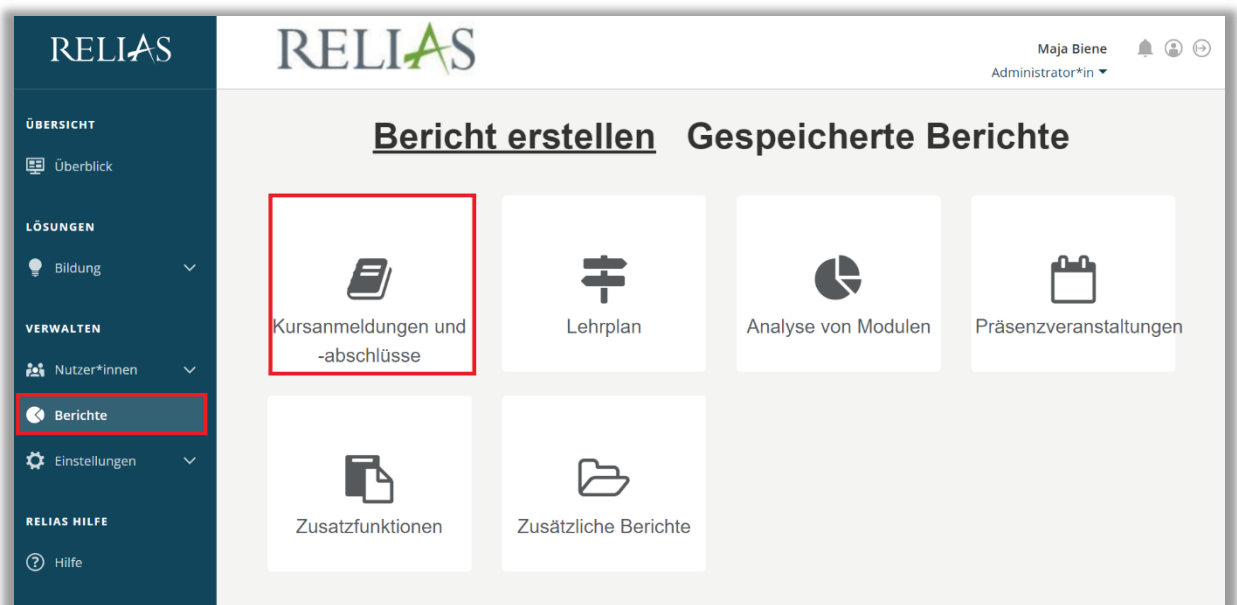 RELIAS
RELIAS
Maja Biene
Administrator*in
ÜBERSICHT
Überblick
LÖSUNGEN
Bildung
VERWALTEN
Nutzer*innen
Berichte
Einstellungen
RELIAS HILFE
Hilfe
Bericht erstellen Gespeicherte Berichte
Kursanmeldungen und
-abschlüsse
Lehrplan
Analyse von Modulen
Präsenzveranstaltungen
Zusatzfunktionen
Zusätzliche Berichte